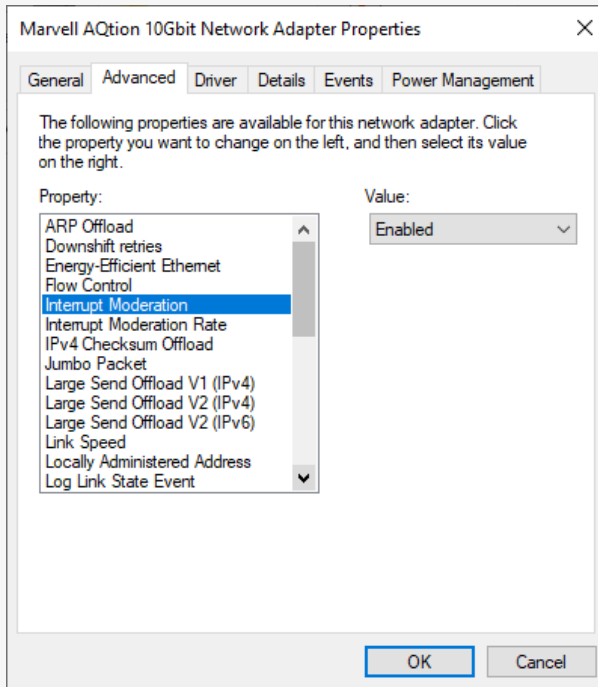 Marvell AQtion 10Gbit Network Adapter Properties
General Advanced Driver Details Events Power Management
The following properties are available for this network adapter. Click
the property you want to change on the left, and then select its value
on the right.
Property:
Value:
ARP Offload
Downshift retries
Energy-Efficient Ethernet
Flow Control
Interrupt Moderation
Interrupt Moderation Rate
IPv4 Checksum Offload
Jumbo Packet
Large Send Offload V1 (IPv4)
Large Send Offload V2 (IPv4)
Large Send Offload V2 (IPv6)
Link Speed
Locally Administered Address
Log Link State Event
Enabled
OK Cancel